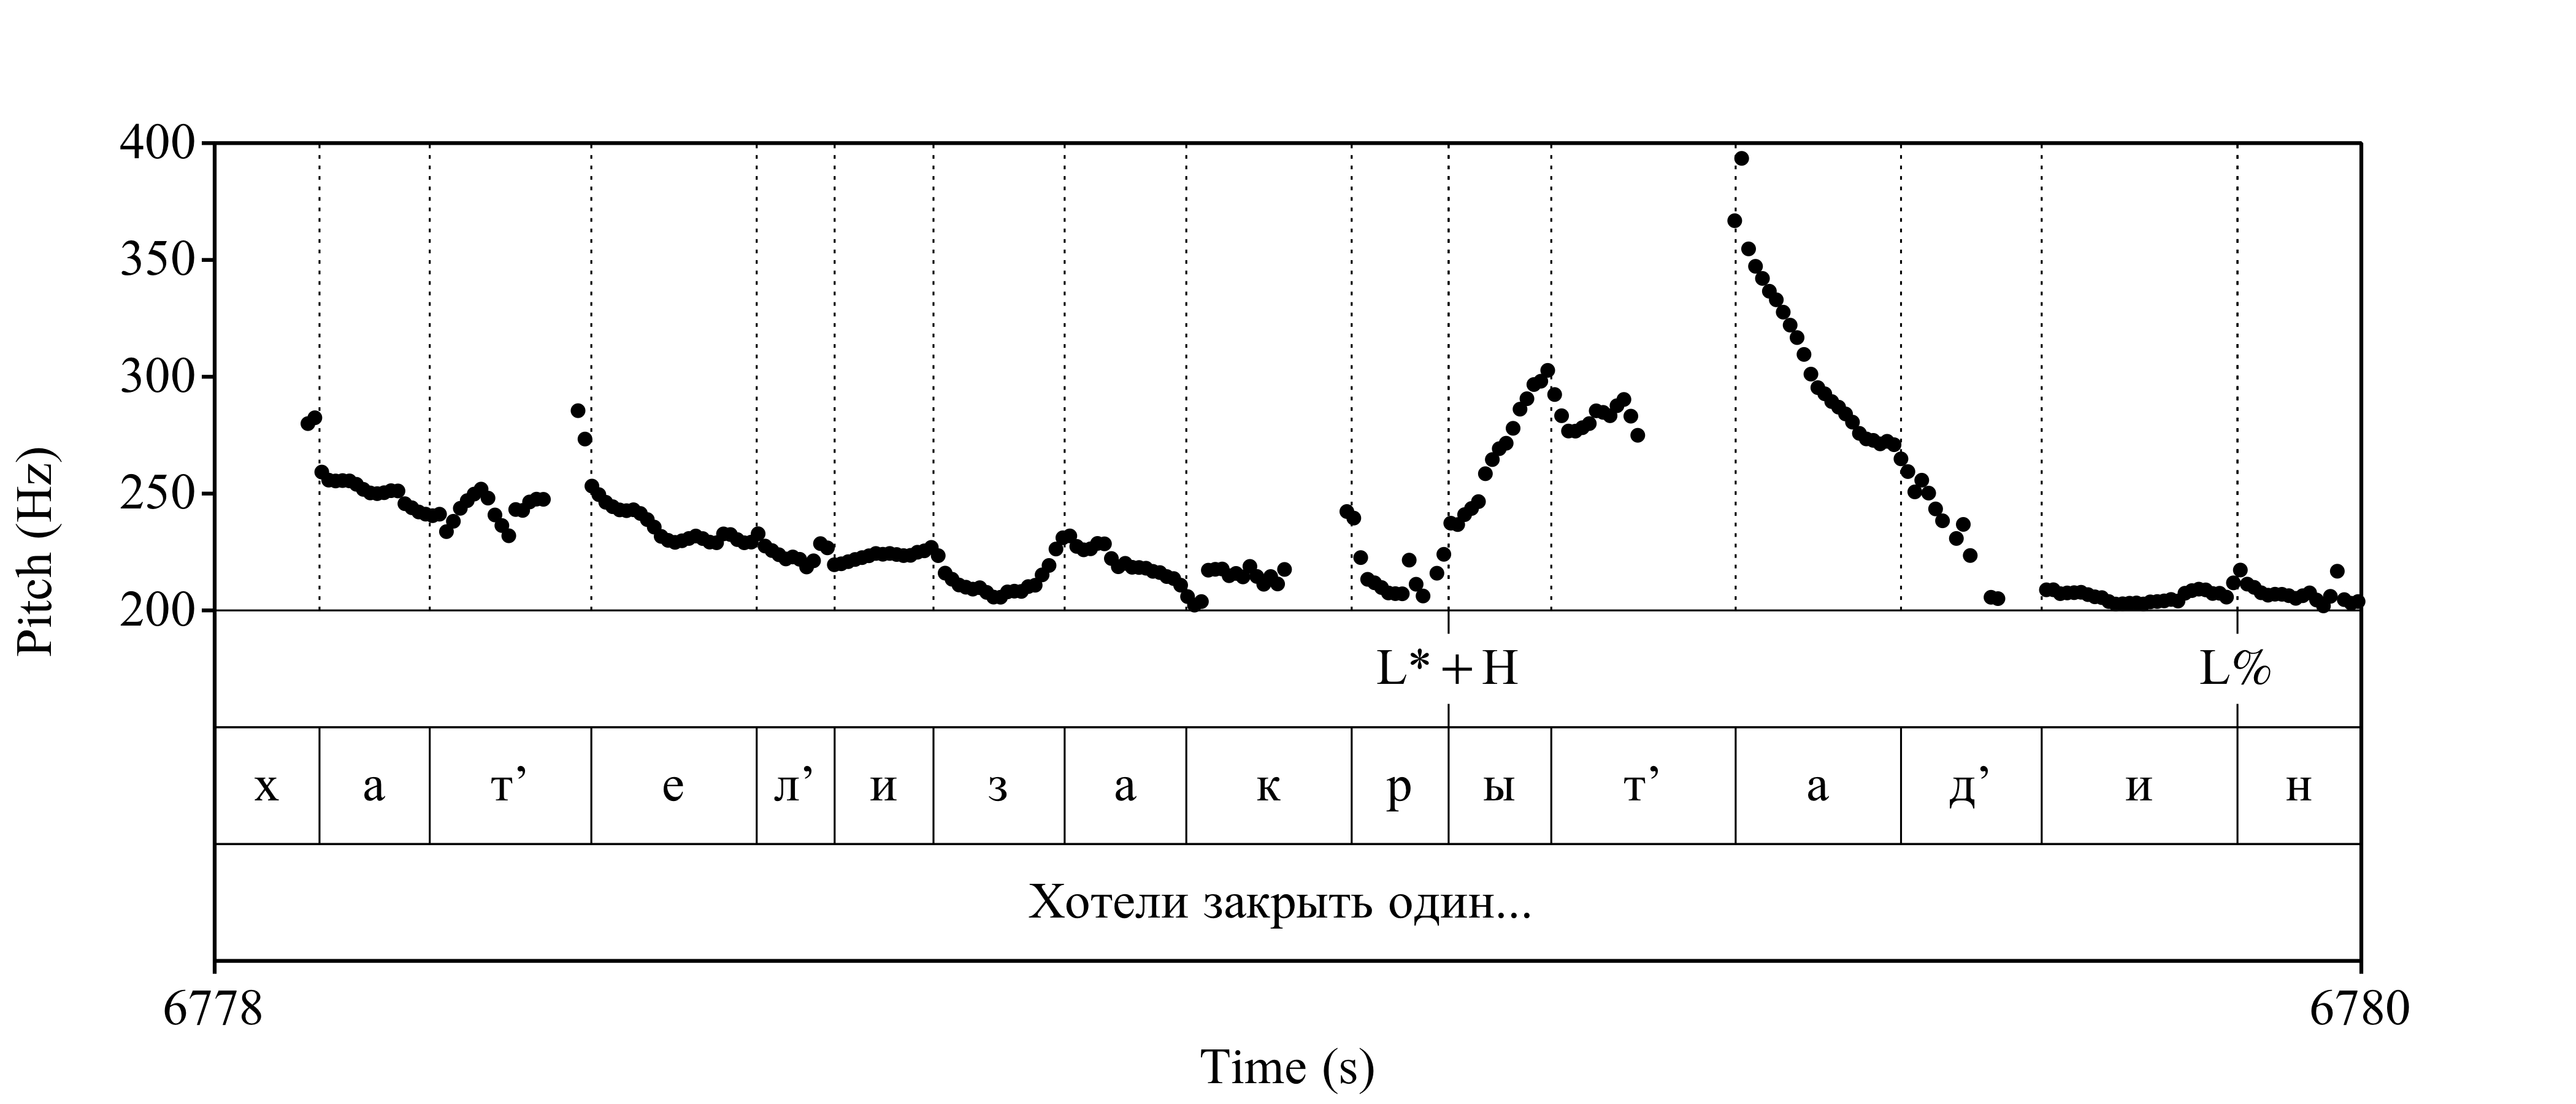 400
350
300
250
200
Pitch (Hz)
L*+H L%
х а т’ е л’ и з а к р ы т’ а д’ и н
Хотели закрыть один...
6778 6780
Time (s)